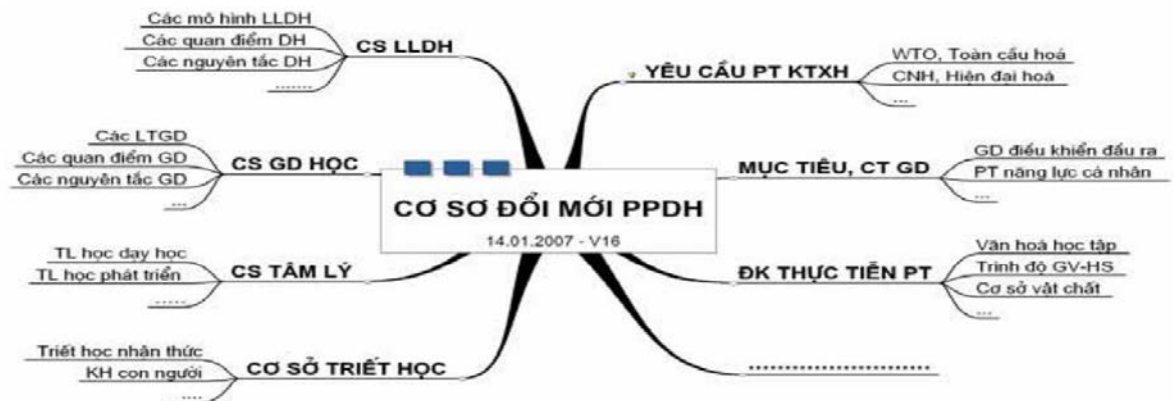 Các mô hình LLDH
Các quan điểm DH
Các nguyên tắc DH
.......
CS LLDH
Các LTGD
Các quan điểm GD
Các nguyên tắc GD
...
CS GD HỌC
TL học dạy học
TL học phát triển
.....
CS TÂM LÝ
Triết học nhận thức
KH con người
....
CƠ SỞ TRIẾT HỌC
CƠ SƠ ĐỔI MỚI PPDH
14.01.2007 - V16
YÊU CẦU PT KTXH
WTO, Toàn cầu hoá
CNH, Hiện đại hoá
...
MỤC TIÊU, CT GD
GD điều khiển đầu ra
PT năng lực cá nhân
...
ĐK THỰC TIỄN PT
Văn hoá học tập
Trình độ GV-HS
Cơ sở vật chất
...
.......................